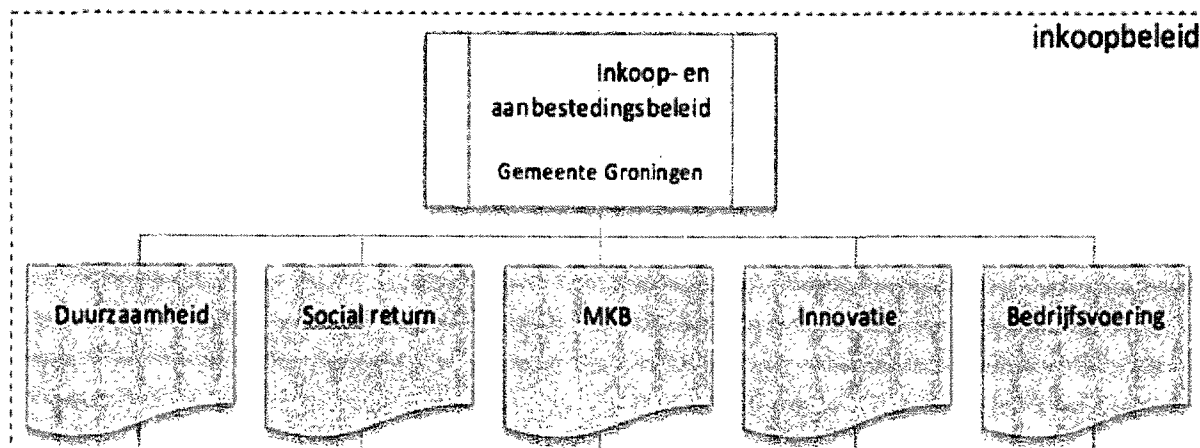 inkoopbeleid
Inkoop- en
aanbestedingsbeleid
Gemeente Groningen
Duurzaamheid
Social return
MKB
Innovatie
Bedrijfsvoering